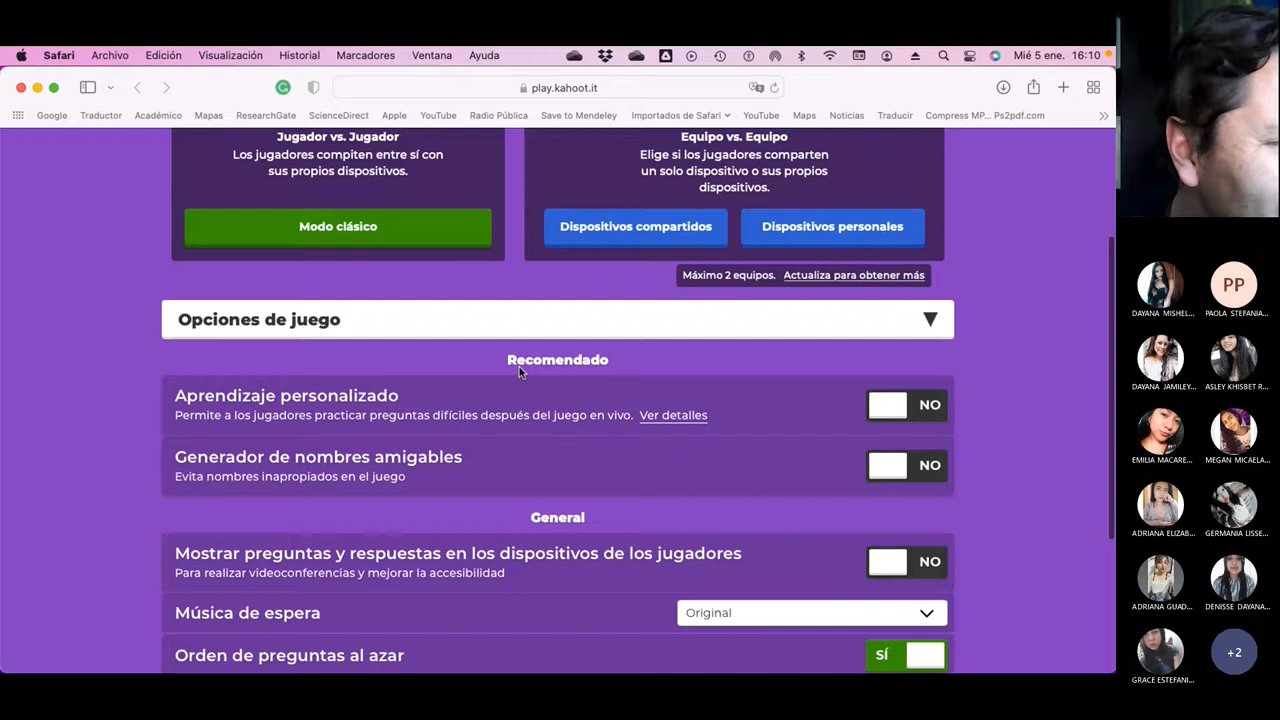 Safari Archivo Edición Visualización Historial Marcadores Ventana Ayuda Mié 5 ene. 16:10
play.kahoot.it
Google Traductor Académico Mapas ResearchGate ScienceDirect Apple YouTube Radio Pública Save to Mendeley Importados de Safari YouTube Maps Noticias Traducir Compress MP... Ps2pdf.com
Jugador vs. Jugador
Los jugadores compiten entre sí con
sus propios dispositivos.
Modo clásico
Equipo vs. Equipo
Elige si los jugadores comparten
un solo dispositivo o sus propios
dispositivos.
Dispositivos compartidos Dispositivos personales
Máximo 2 equipos. Actualiza para obtener más
Opciones de juego
Recomendado
Aprendizaje personalizado
Permite a los jugadores practicar preguntas difíciles después del juego en vivo. Ver detalles
NO
Generador de nombres amigables
Evita nombres inapropiados en el juego
NO
General
Mostrar preguntas y respuestas en los dispositivos de los jugadores
Para realizar videoconferencias y mejorar la accesibilidad
NO
Música de espera Original
Orden de preguntas al azar SÍ
PP
DAYANA MISHEL... PAOLA STEFANIA...
DAYANA JAMILEY... ASLEY KHISBET R...
EMILIA MACARE... MEGAN MICAELA...
ADRIANA ELIZAB... GERMANIA LISSE...
ADRIANA GUAD... DENISSE DAYANA...
+2
GRACE ESTEFANI...